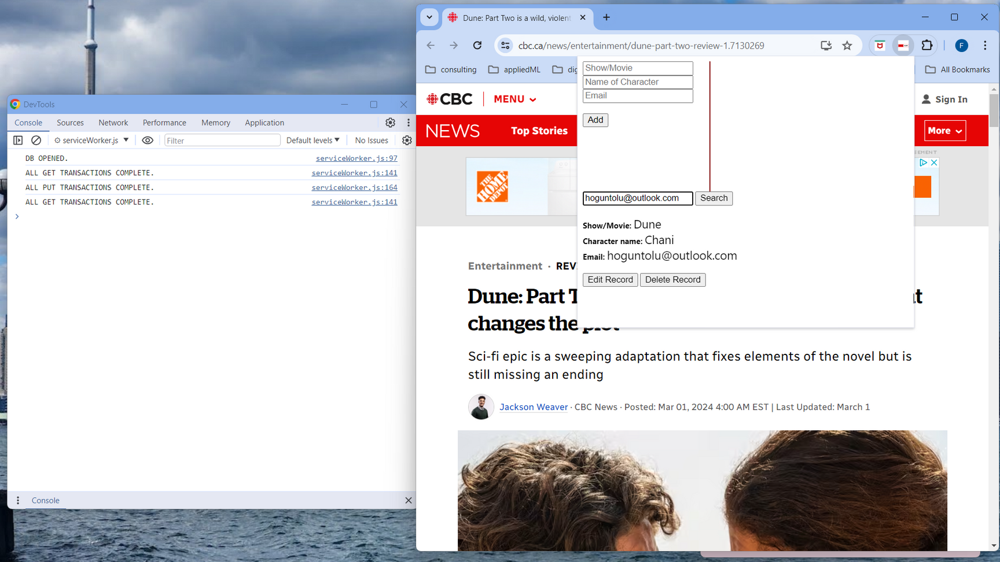 DevTools
Console Sources Network Performance Memory Application
serviceWorker.js Filter Default levels No Issues
DB OPENED. serviceWorker.js:97
ALL GET TRANSACTIONS COMPLETE. serviceWorker.js:141
ALL PUT TRANSACTIONS COMPLETE. serviceWorker.js:164
ALL GET TRANSACTIONS COMPLETE. serviceWorker.js:141
Console
Dune: Part Two is a wild, violent
cbc.ca/news/entertainment/dune-part-two-review-1.7130269
F
consulting appliedML All Bookmarks
Show/Movie
Name of Character
Email
Add
hoguntolu@outlook.com Search
Show/Movie: Dune
Character name: Chani
Email: hoguntolu@outlook.com
Edit Record Delete Record
CBC MENU Sign In
NEWS Top Stories More
THE HOME DEPOT
Entertainment · REV
Dune: Part
changes the plot
Sci-fi epic is a sweeping adaptation that fixes elements of the novel but is
still missing an ending
Jackson Weaver · CBC News · Posted: Mar 01, 2024 4:00 AM EST | Last Updated: March 1